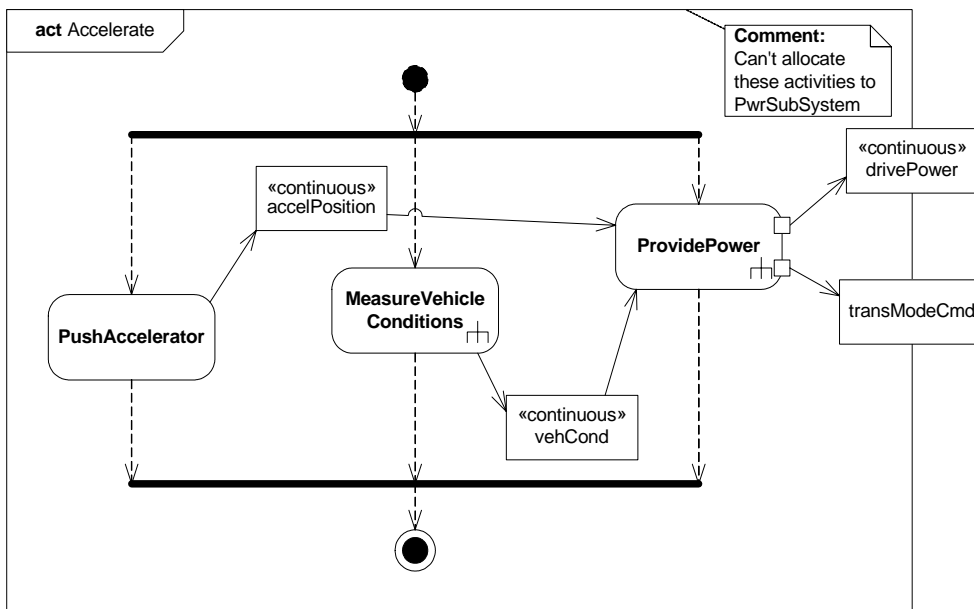 act Accelerate
Comment:
Can't allocate
these activities to
PwrSubSystem
«continuous»
drivePower
«continuous»
accelPosition
ProvidePower
MeasureVehicle
Conditions
transModeCmd
PushAccelerator
«continuous»
vehCond